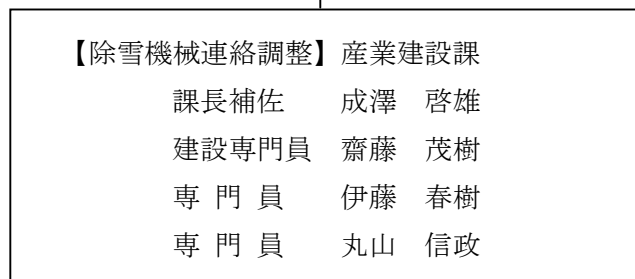 【除雪機械連絡調整】産業建設課
課長補佐　成澤　啓雄
建設専門員　齋藤　茂樹
専 門 員　伊藤　春樹
専 門 員　丸山　信政